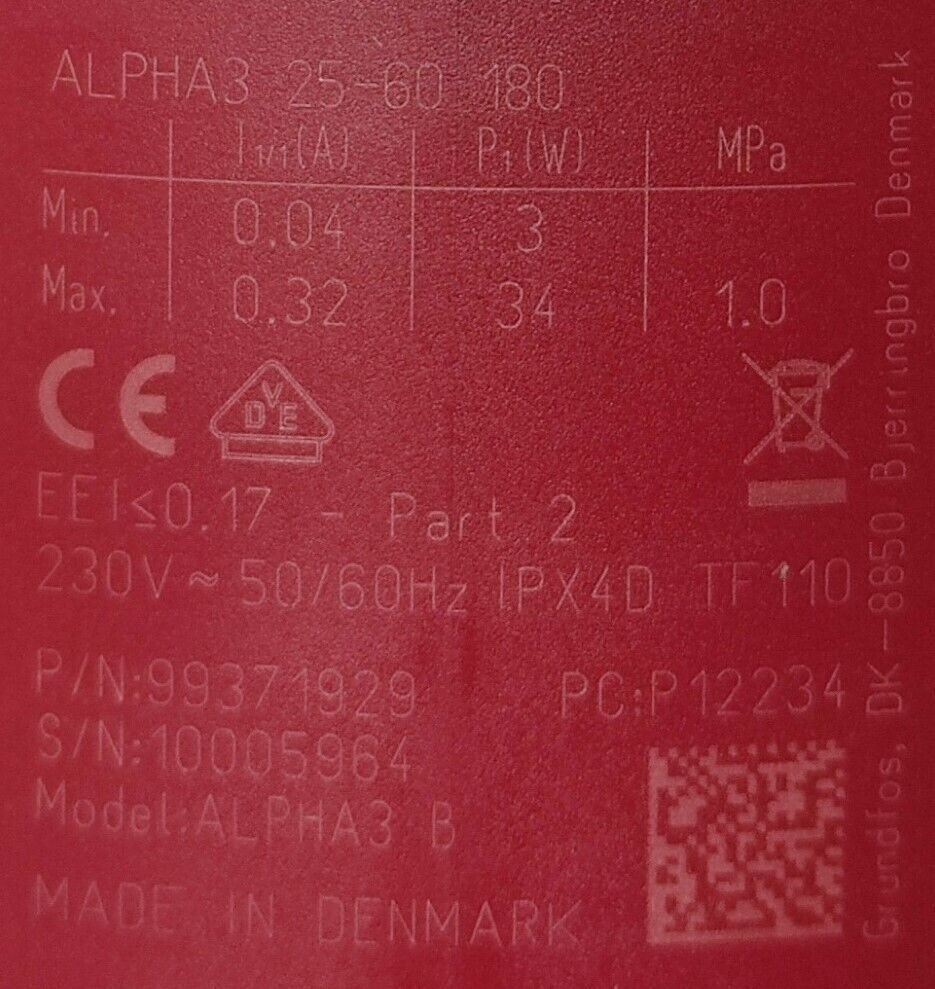 ALPHA3 25-60 180
I1/1(A) P1(W) MPa
Min. 0.04 3
Max. 0.32 34 1.0
CE VDE
EEI≤0.17 - Part 2
230V ~ 50/60Hz IPX4D TF110
P/N:99371929 PC:P12234
S/N:10005964
Model:ALPHA3 B
MADE IN DENMARK
Grundfos, DK-8850 Bjerringbro Denmark